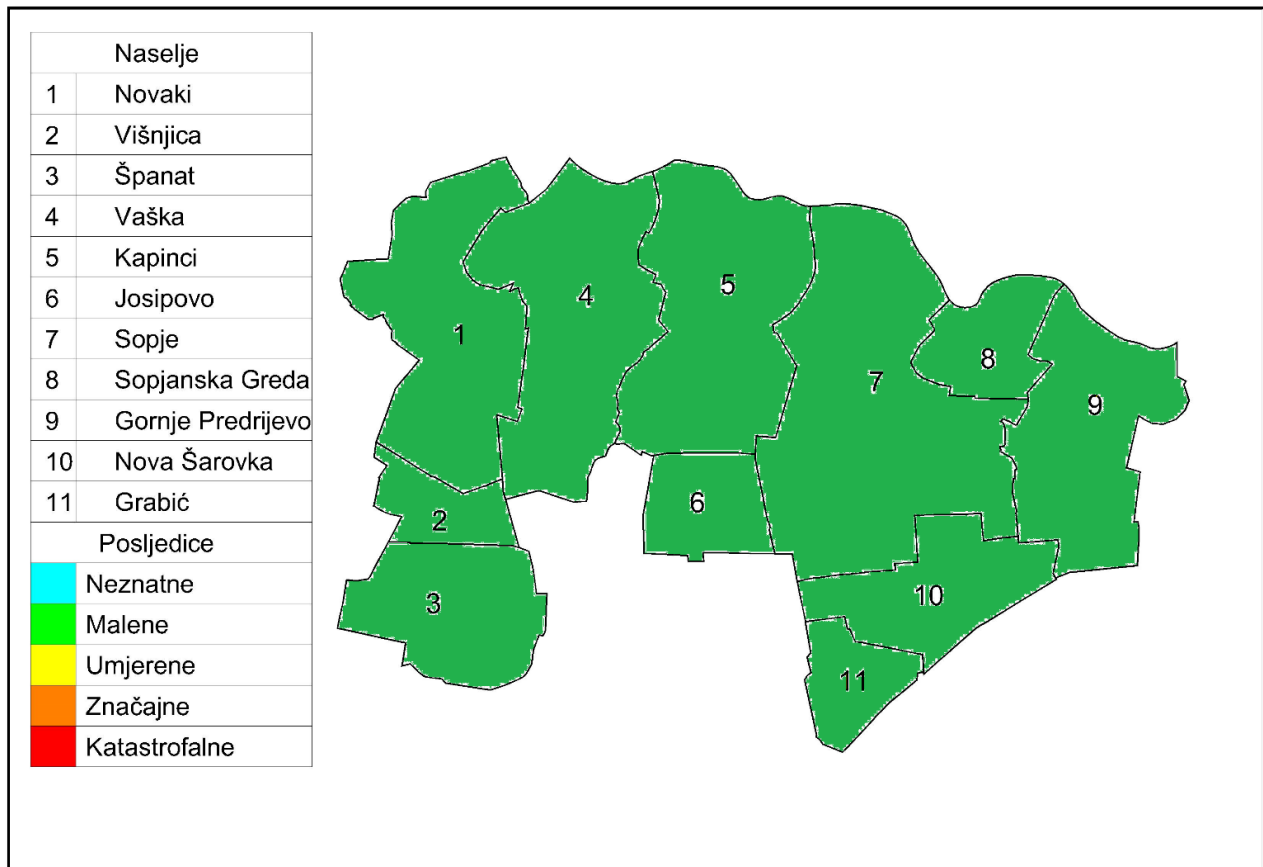 Naselje
1 Novaki
2 Višnjica
3 Španat
4 Vaška
5 Kapinci
6 Josipovo
7 Sopje
8 Sopjanska Greda
9 Gornje Predrijevo
10 Nova Šarovka
11 Grabić
Posljedice
Neznatne
Malene
Umjerene
Značajne
Katastrofalne
1
2
3
4
5
6
7
8
9
10
11